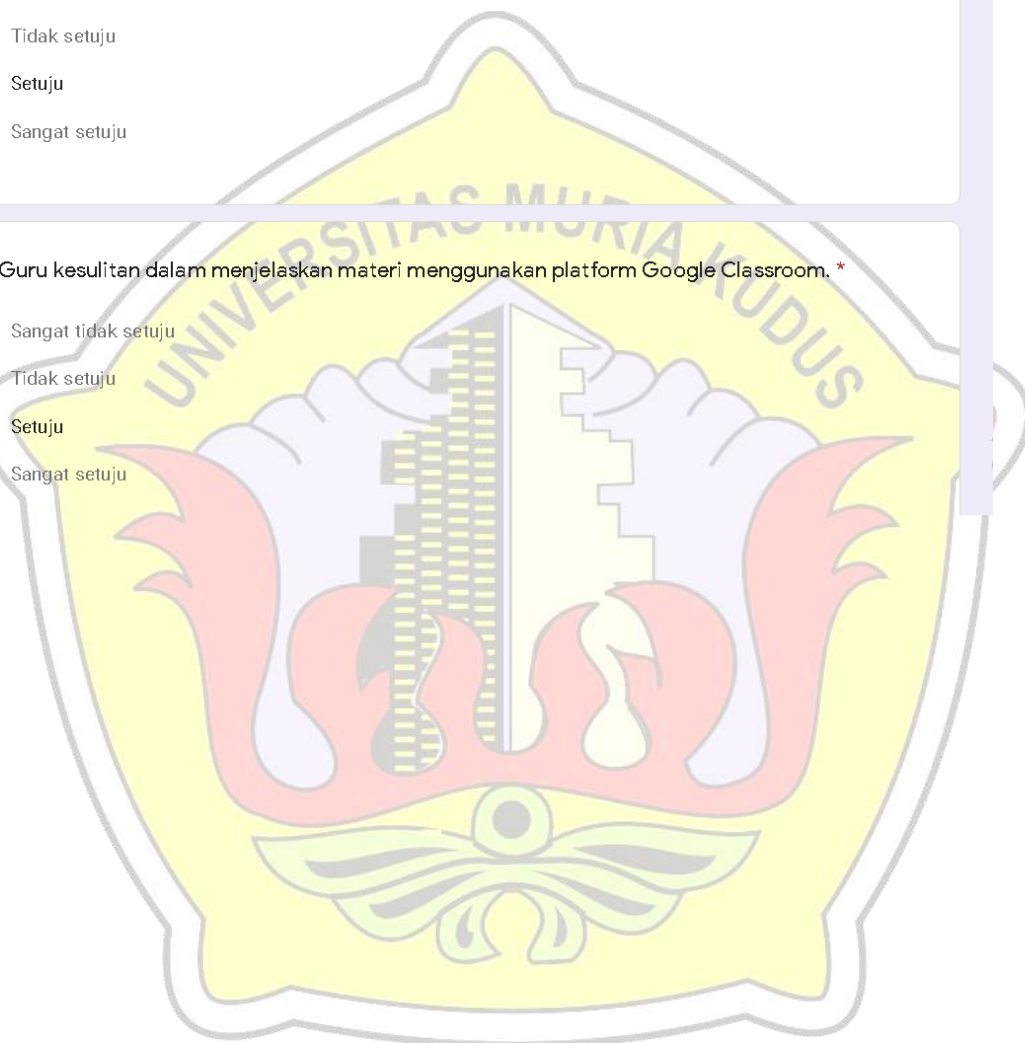 Tidak setuju
Setuju
Sangat setuju
UNIVERSITAS MURIA KUDUS
Guru kesulitan dalam menjelaskan materi menggunakan platform Google Classroom. *
Sangat tidak setuju
Tidak setuju
Setuju
Sangat setuju